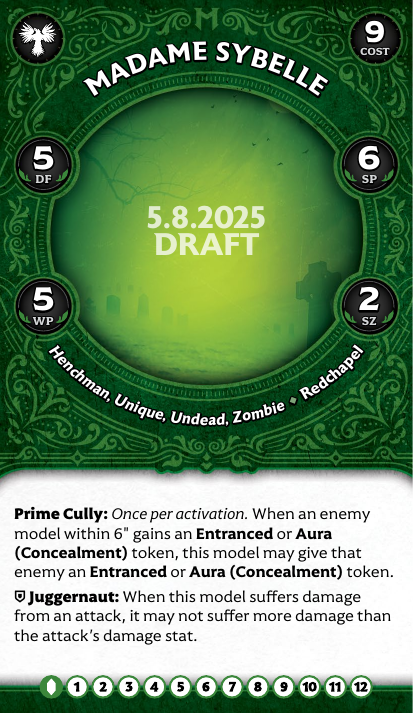 M
9
COST
MADAME SYBELLE
5
DF
6
SP
5.8.2025
DRAFT
5
WP
2
SZ
Henchman, Unique, Undead, Zombie ♦ Redchapel
Prime Cully: Once per activation. When an enemy
model within 6" gains an Entranced or Aura
(Concealment) token, this model may give that
enemy an Entranced or Aura (Concealment) token.
Juggernaut: When this model suffers damage
from an attack, it may not suffer more damage than
the attack's damage stat.
1 2 3 4 5 6 7 8 9 10 11 12